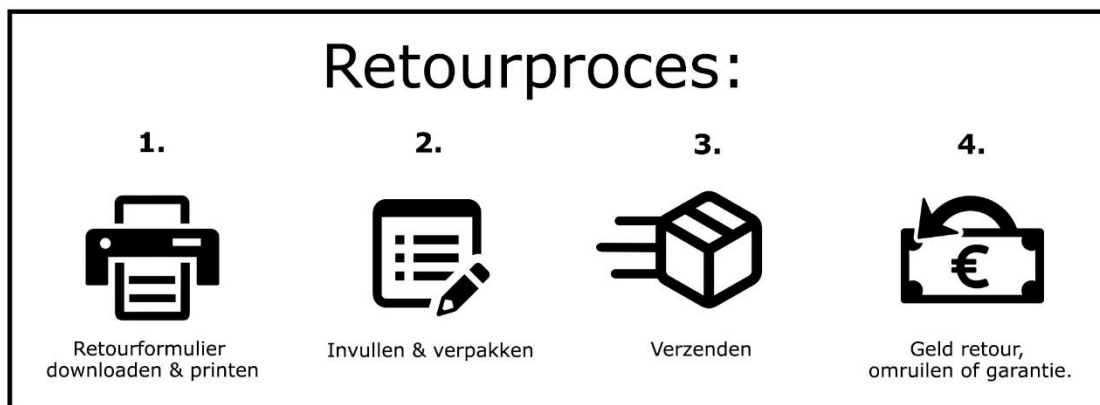 Retourproces:
1.
2.
3.
4.
€
Retourformulier
downloaden & printen
Invullen & verpakken
Verzenden
Geld retour,
omruilen of garantie.